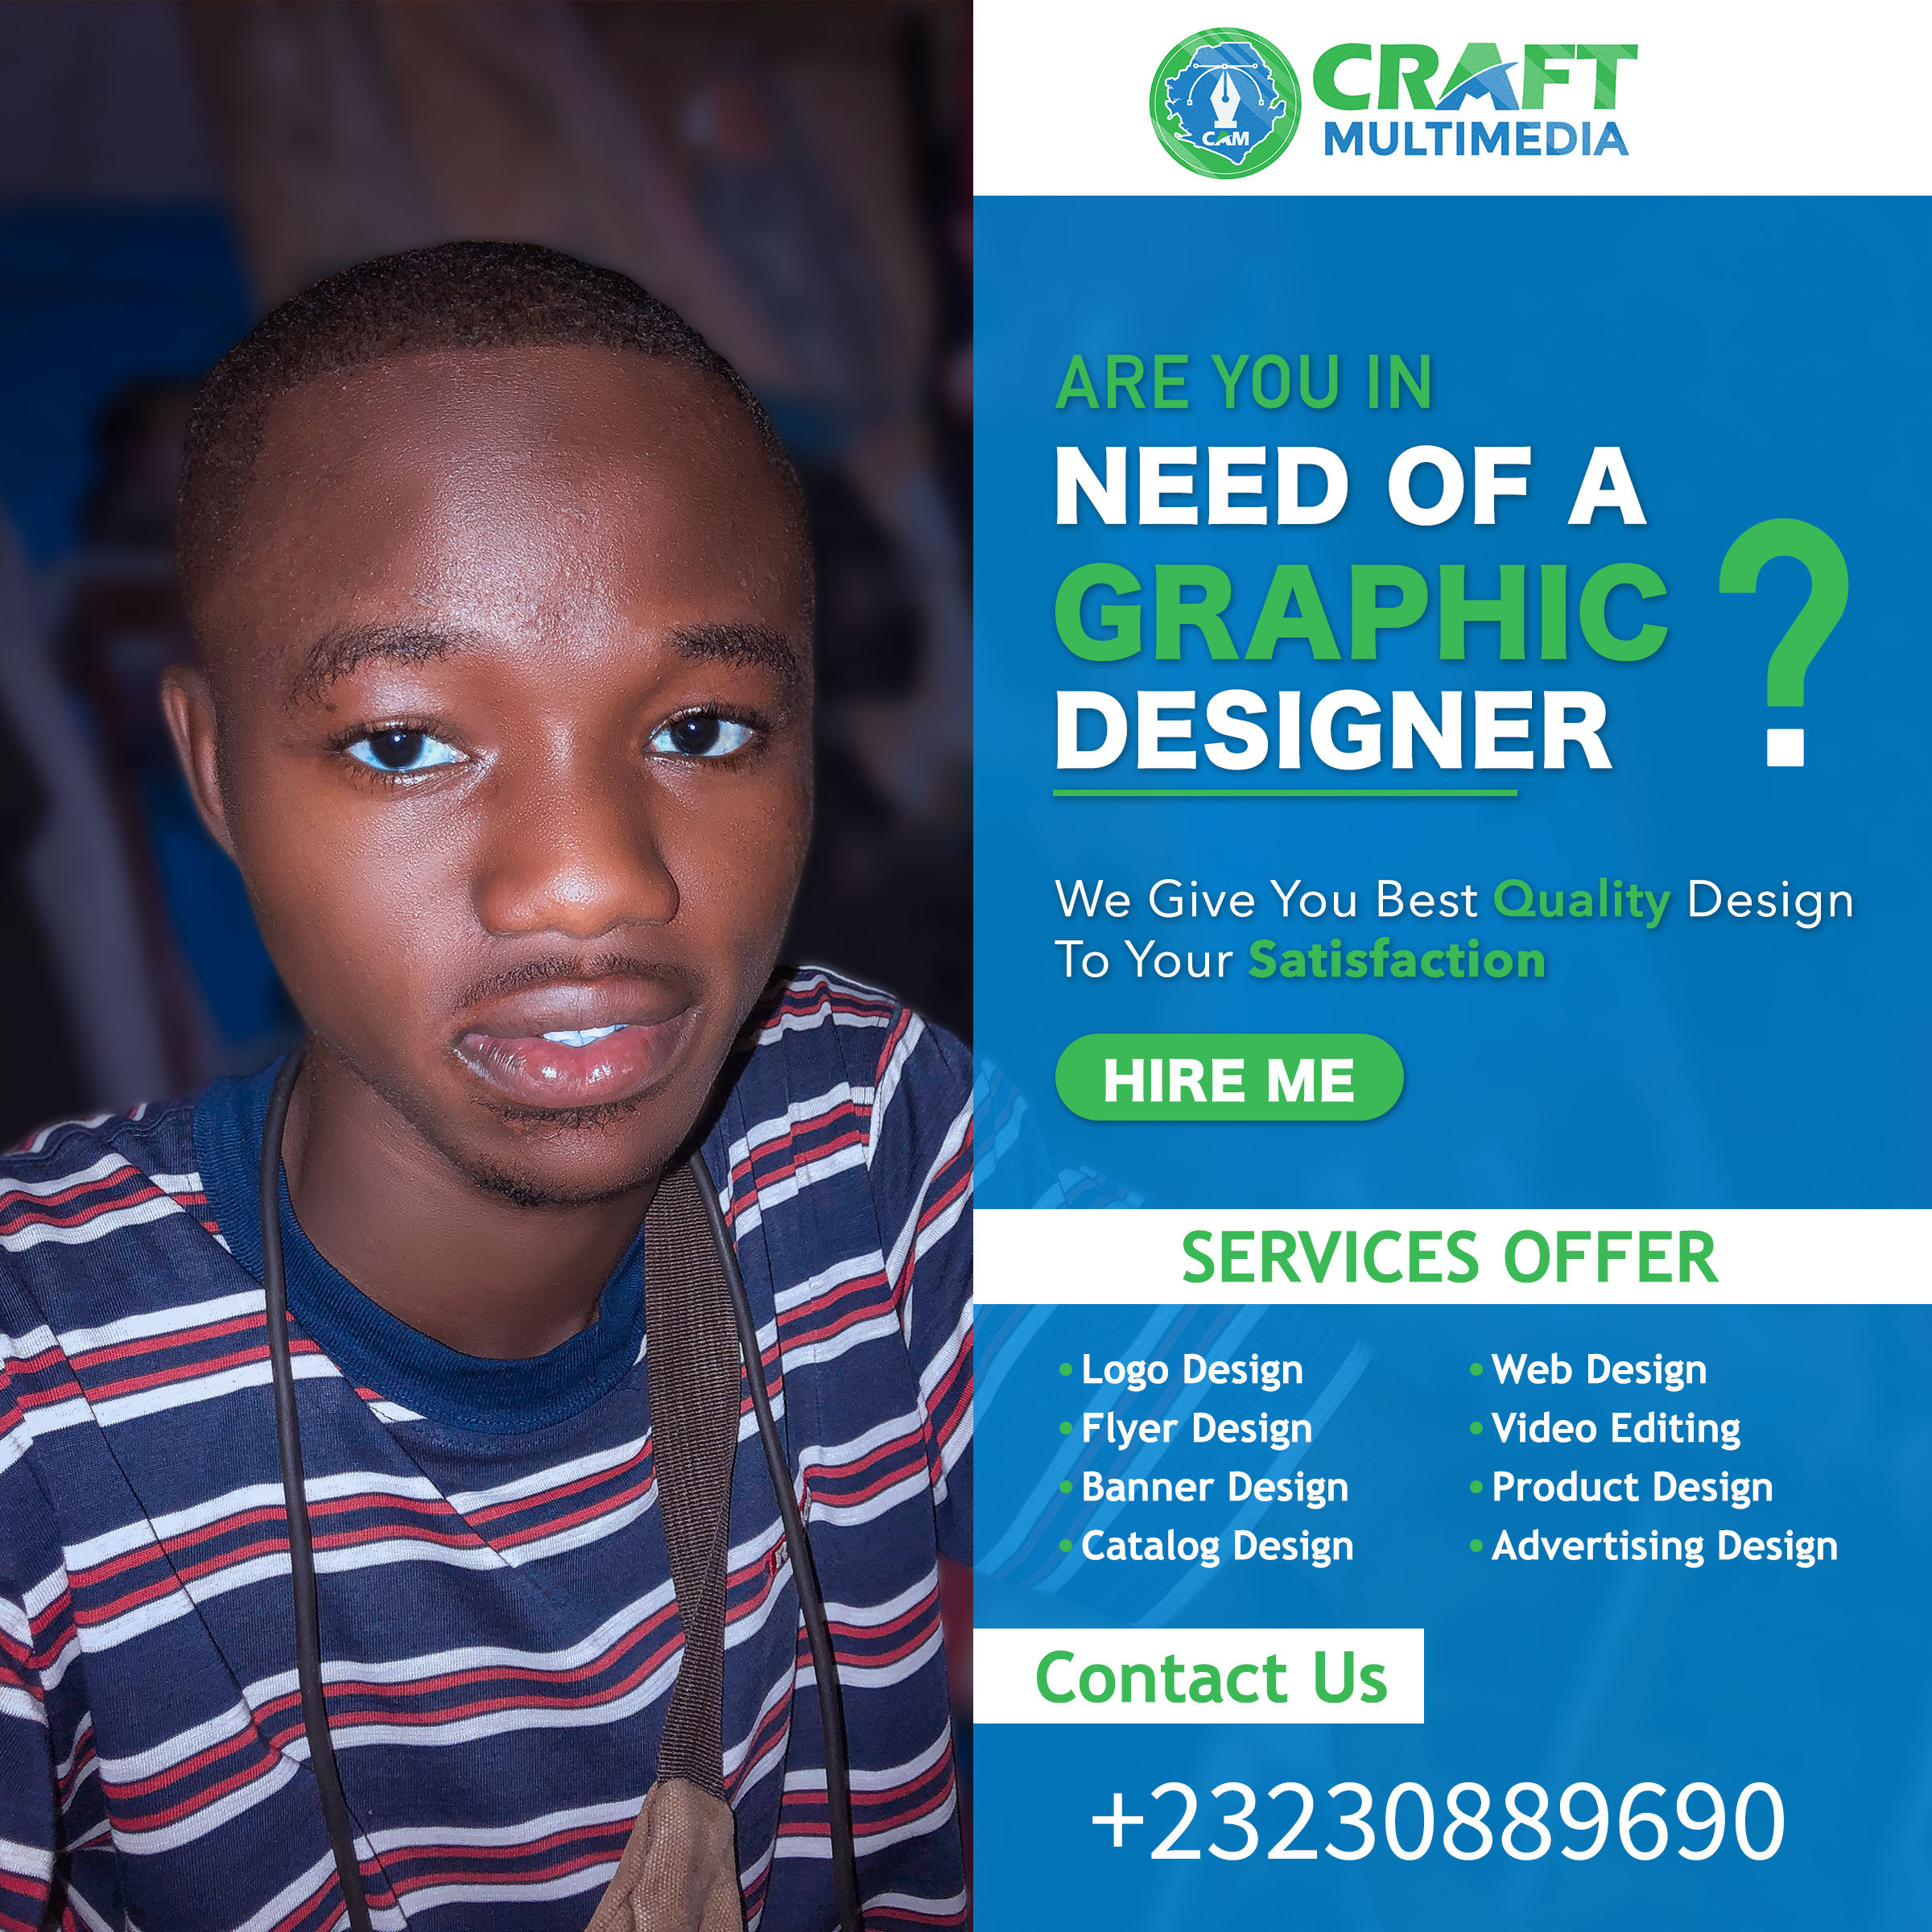 CAM
CRAFT
MULTIMEDIA
ARE YOU IN
NEED OF A
GRAPHIC
DESIGNER
?
We Give You Best Quality Design
To Your Satisfaction
HIRE ME
SERVICES OFFER
• Logo Design
• Flyer Design
• Banner Design
• Catalog Design
• Web Design
• Video Editing
• Product Design
• Advertising Design
Contact Us
+23230889690